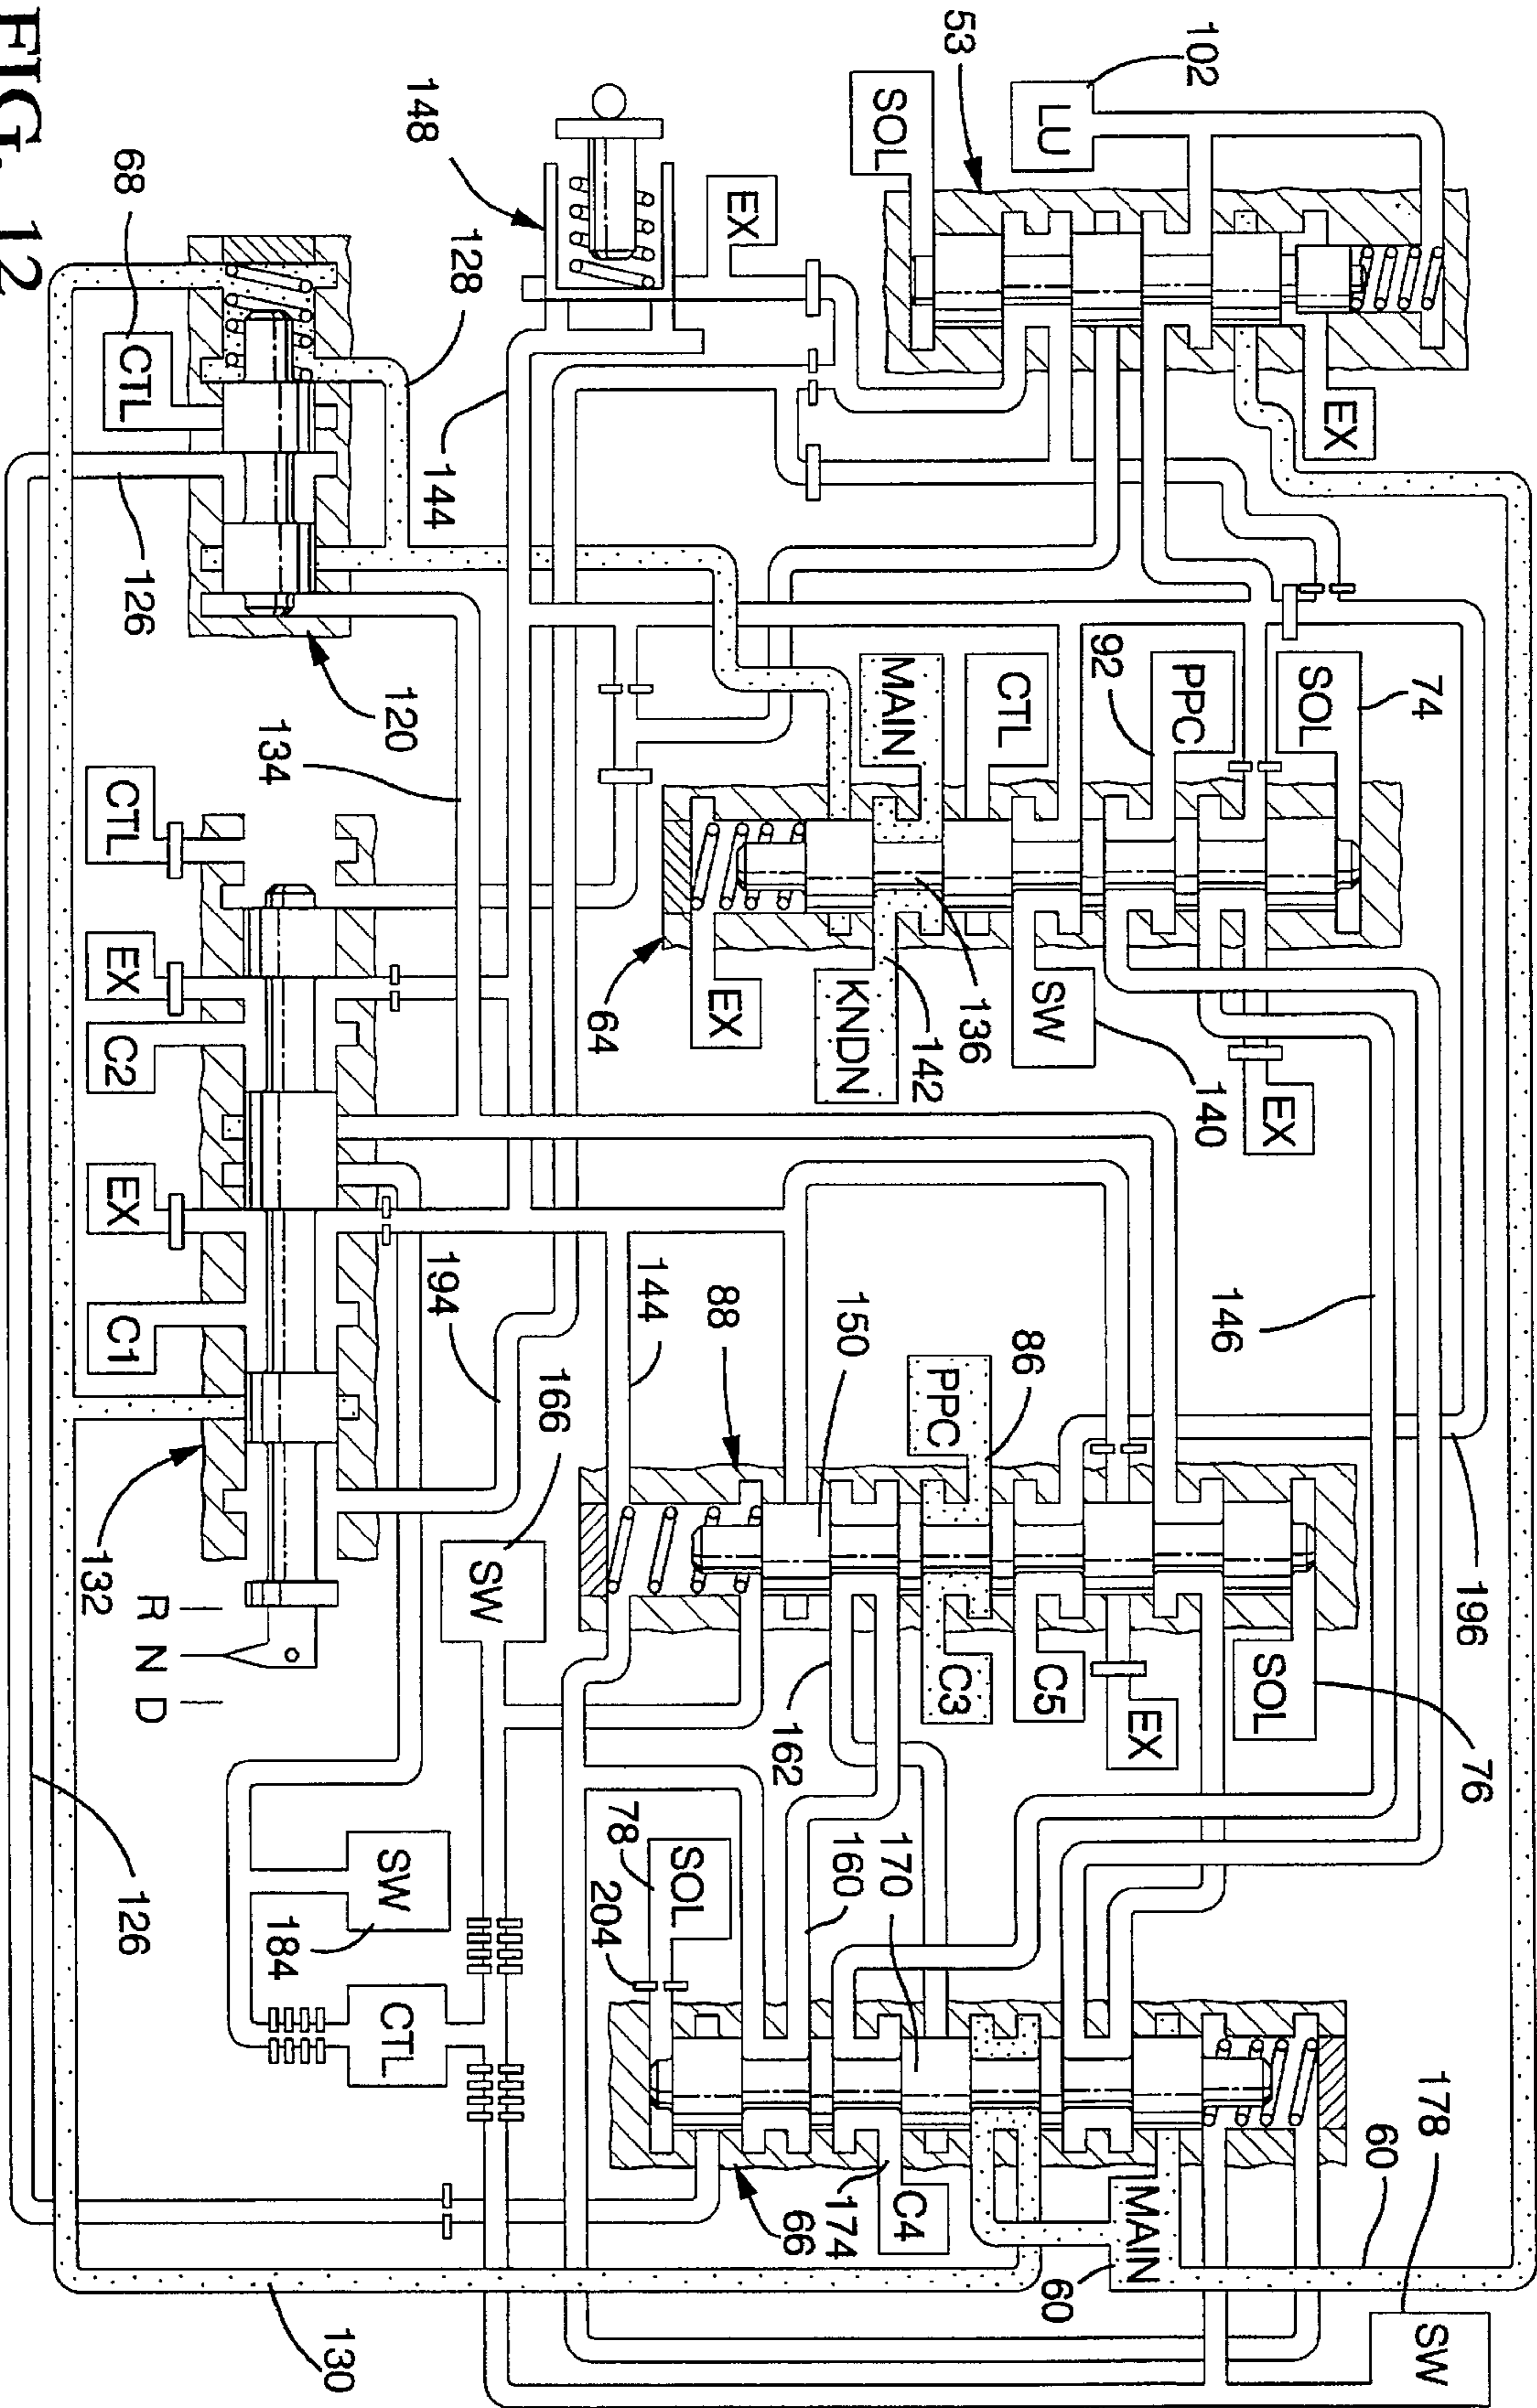 FIG. 12
53
102
LU
SOL
EX
148
EX
68
CTL
128
144
126
120
134
MAIN
CTL
92
PPC
SOL
74
64
EX
KNDN
142
136
SW
140
EX
CTL
EX
C2
EX
C1
132
R N D
194
144
88
150
86
PPC
146
196
166
SW
162
C3
C5
EX
SOL
76
160
170
78
SOL
204
SW
184
CTL
126
66
174
C4
60
MAIN
60
178
SW
130